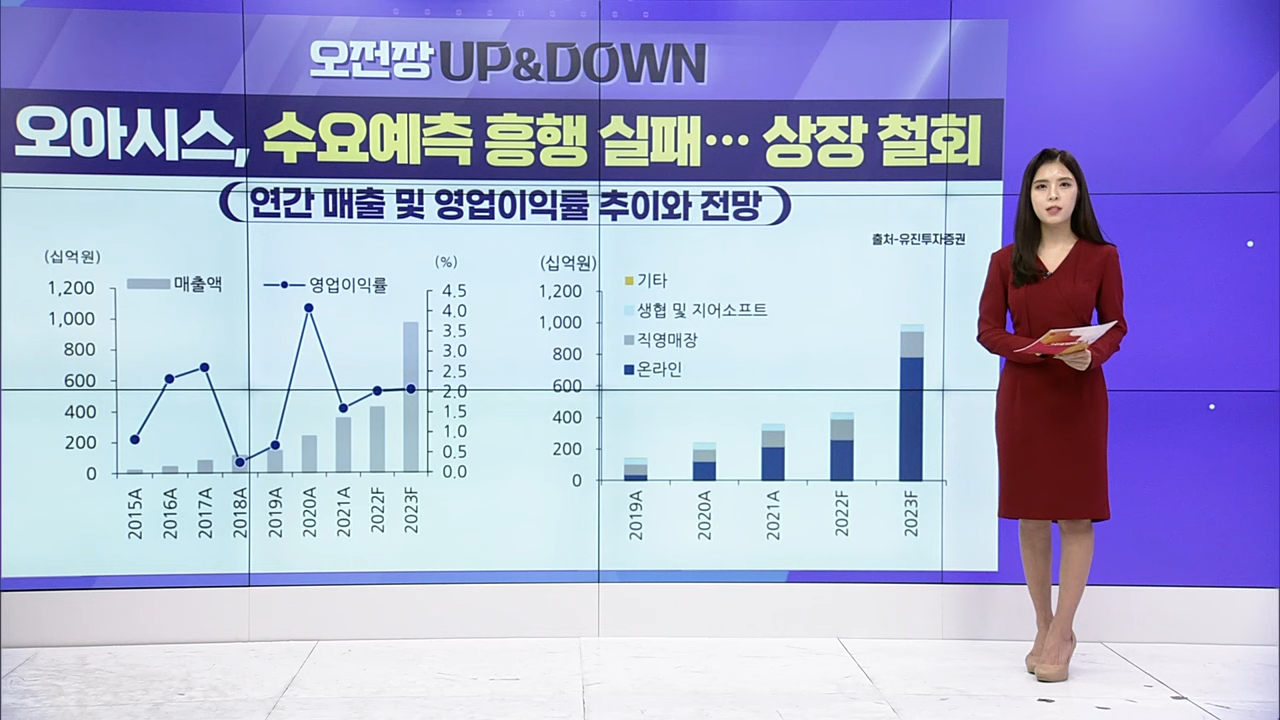 오전장 UP&DOWN
오아시스, 수요예측 흥행 실패… 상장 철회
(연간 매출 및 영업이익률 추이와 전망)
출처-유진투자증권
(십억원)
(%)
매출액
영업이익률
1,200
1,000
800
600
400
200
0
4.5
4.0
3.5
3.0
2.5
2.0
1.5
1.0
0.5
0.0
2015A
2016A
2017A
2018A
2019A
2020A
2021A
2022F
2023F
(십억원)
기타
생협 및 지어소프트
직영매장
온라인
1,200
1,000
800
600
400
200
0
2019A
2020A
2021A
2022F
2023F